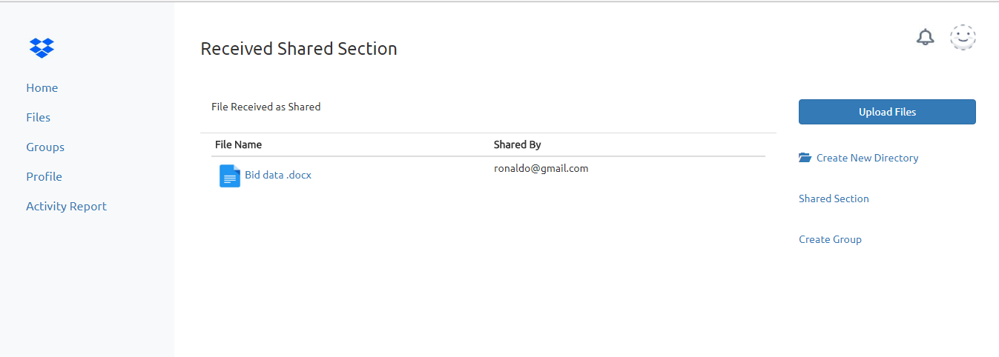 Received Shared Section
Home
Files
Groups
Profile
Activity Report
File Received as Shared
File Name Shared By
Bid data .docx ronaldo@gmail.com
Upload Files
Create New Directory
Shared Section
Create Group